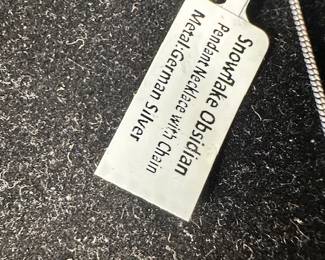 Snowflake Obsidian
Pendant Necklace with Chain
Metal:German Silver